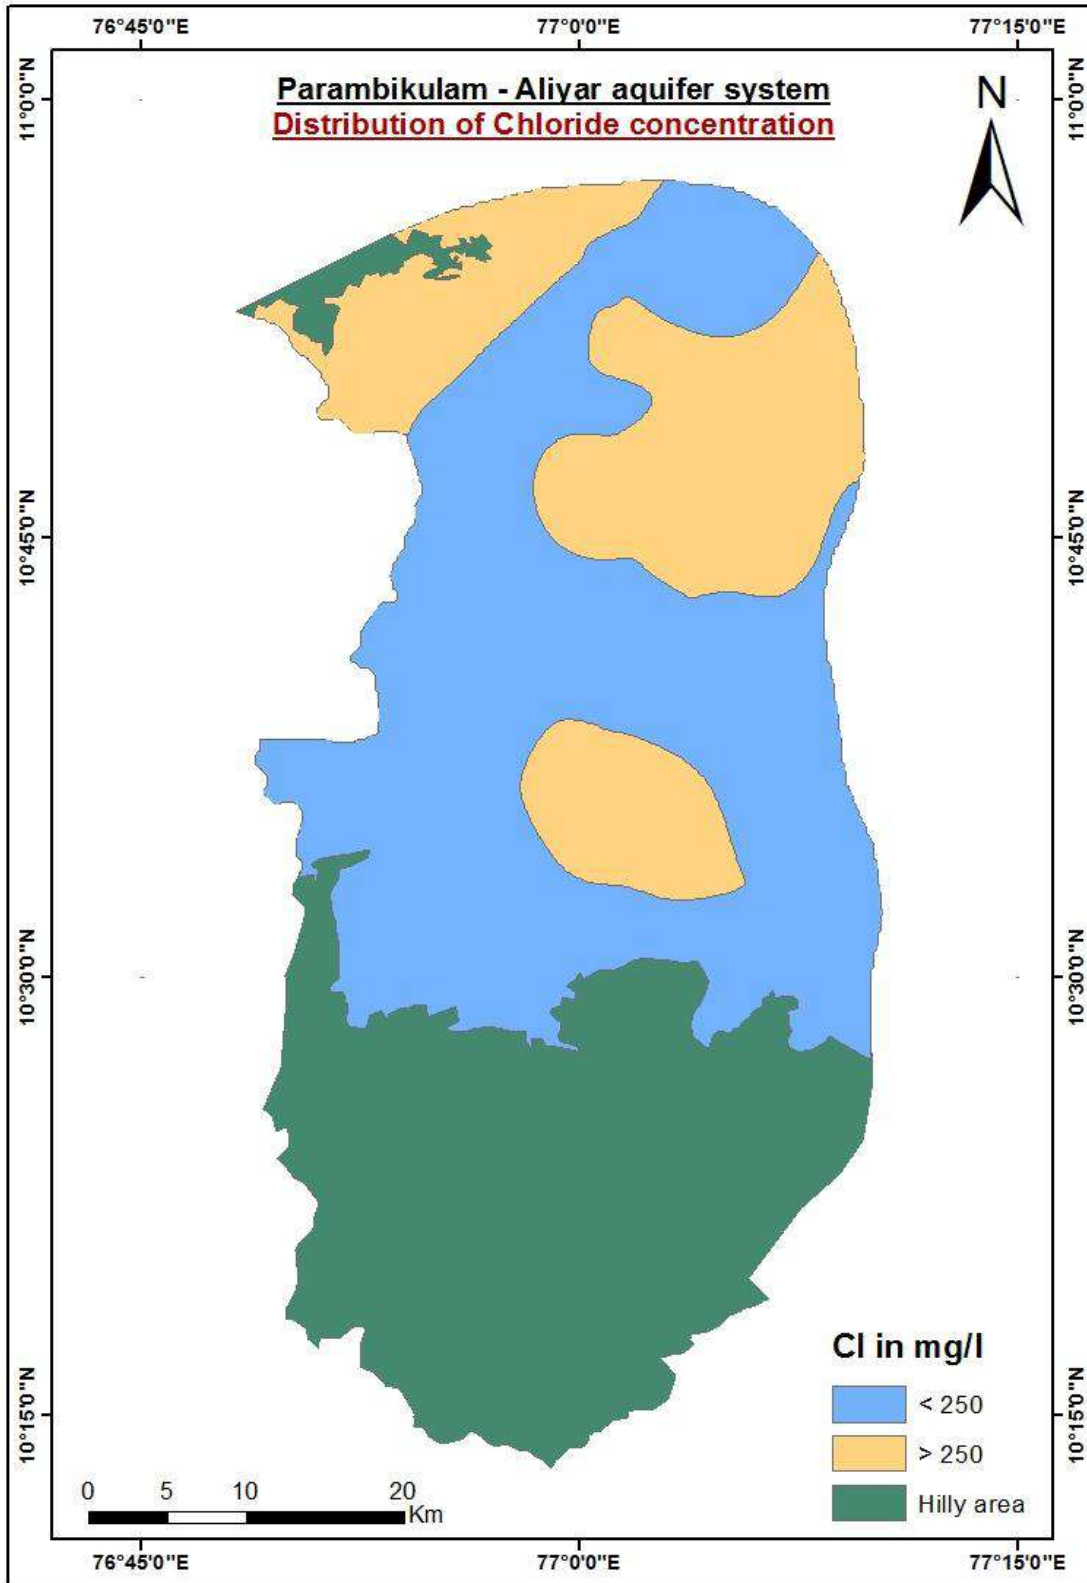 76°45'0"E 77°0'0"E 77°15'0"E
Parambikulam - Aliyar aquifer system
Distribution of Chloride concentration
N
11°0'0"N 11°0'0"N
10°45'0"N 10°45'0"N
10°30'0"N 10°30'0"N
10°15'0"N 10°15'0"N
Cl in mg/l
< 250
> 250
Hilly area
0 5 10 20
Km
76°45'0"E 77°0'0"E 77°15'0"E